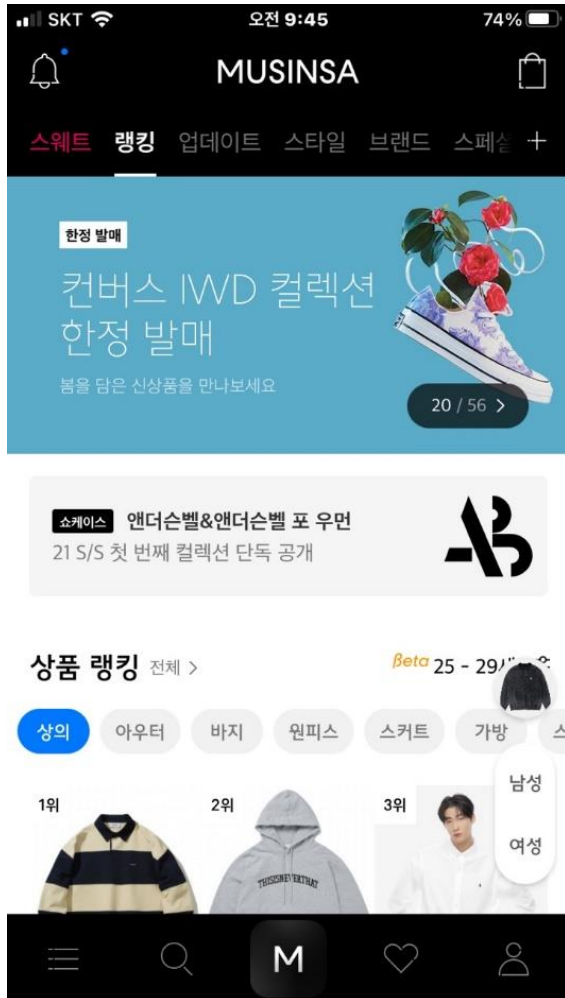 SKT 오전 9:45 74%
MUSINSA
스웨트 랭킹 업데이트 스타일 브랜드 스페셜 +
한정 발매
컨버스 IWD 컬렉션
한정 발매
봄을 담은 신상품을 만나보세요
20 / 56 >
쇼케이스 앤더슨벨&앤더슨벨 포 우먼
21 S/S 첫 번째 컬렉션 단독 공개
AB
상품 랭킹 전체 >
Beta 25 - 29
상의 아우터 바지 원피스 스커트 가방
남성
1위 2위 3위
여성
THISISNEVERTHAT
M